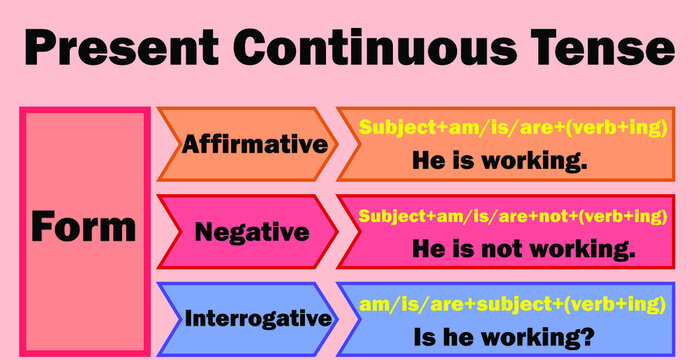 Present Continuous Tense
Form
Affirmative
Subject+am/is/are+(verb+ing)
He is working.
Negative
Subject+am/is/are+not+(verb+ing)
He is not working.
Interrogative
am/is/are+subject+(verb+ing)
Is he working?